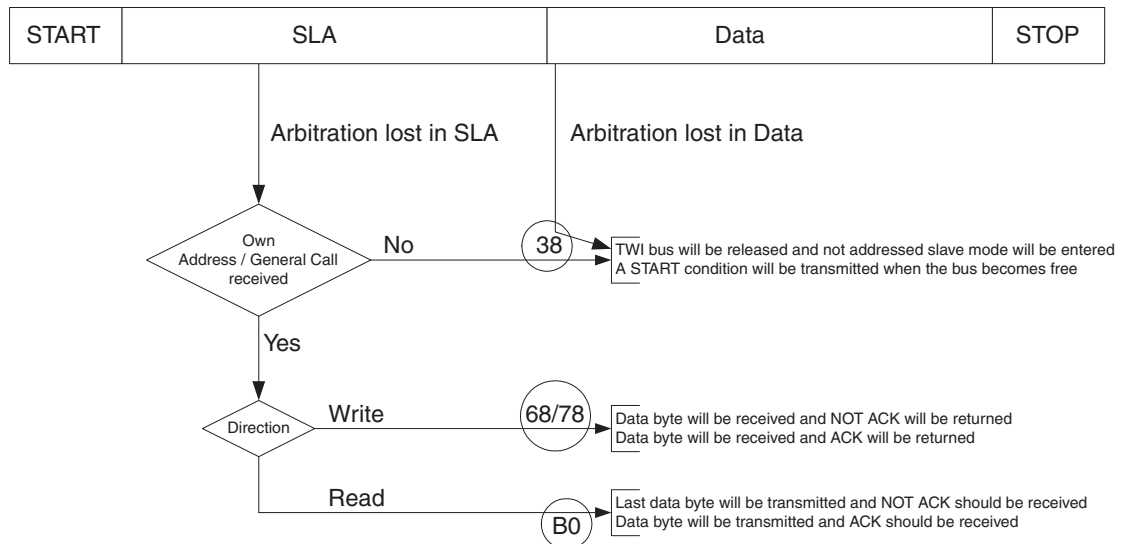 START
SLA
Data
STOP
Arbitration lost in SLA
Arbitration lost in Data
Own
Address / General Call
received
No
38
TWI bus will be released and not addressed slave mode will be entered
A START condition will be transmitted when the bus becomes free
Yes
Direction
Write
68/78
Data byte will be received and NOT ACK will be returned
Data byte will be received and ACK will be returned
Read
B0
Last data byte will be transmitted and NOT ACK should be received
Data byte will be transmitted and ACK should be received